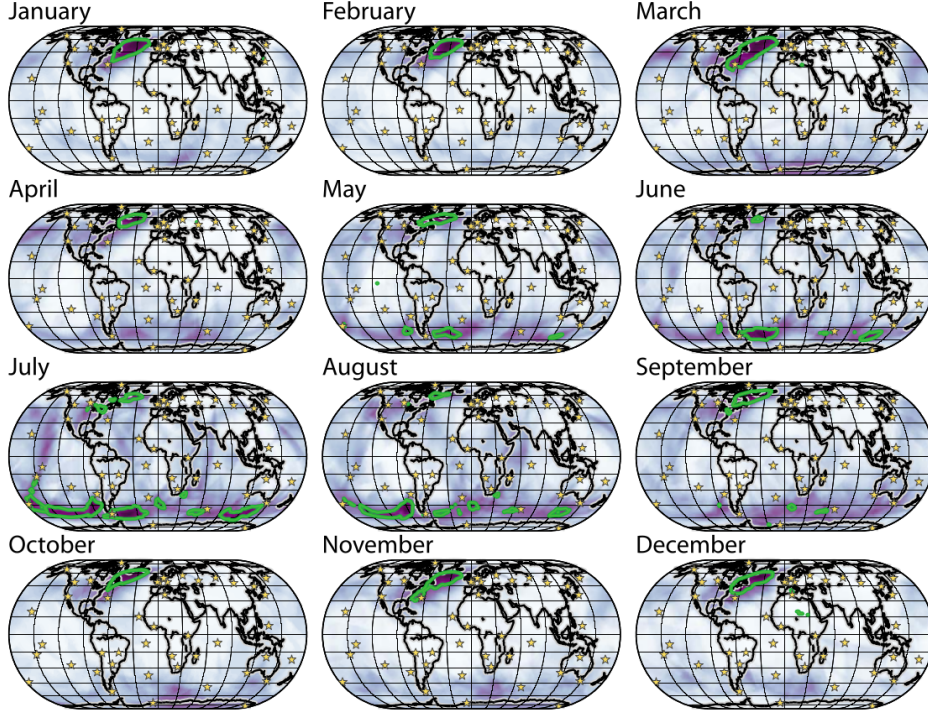 January
February
March
April
May
June
July
August
September
October
November
December